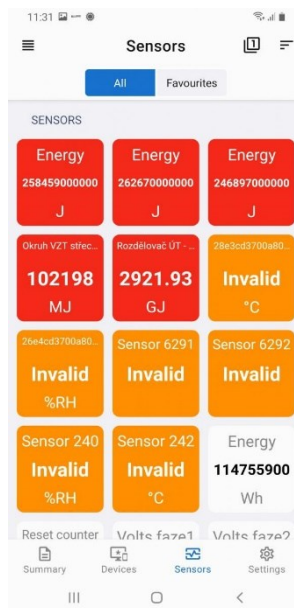 11:31
Sensors
1
All Favourites
SENSORS
Energy Energy Energy
258459000000 262670000000 246897000000
J J J
Okruh VZT střec... Rozdělovač ÚT - ... 28e3cd3700a80...
102198 2921.93 Invalid
MJ GJ °C
26e4cd3700a80... Sensor 6291 Sensor 6292
Invalid Invalid Invalid
%RH
Sensor 240 Sensor 242 Energy
Invalid Invalid 114755900
%RH °C Wh
Reset counter Volts faze1 Volts faze2
Summary Devices Sensors Settings